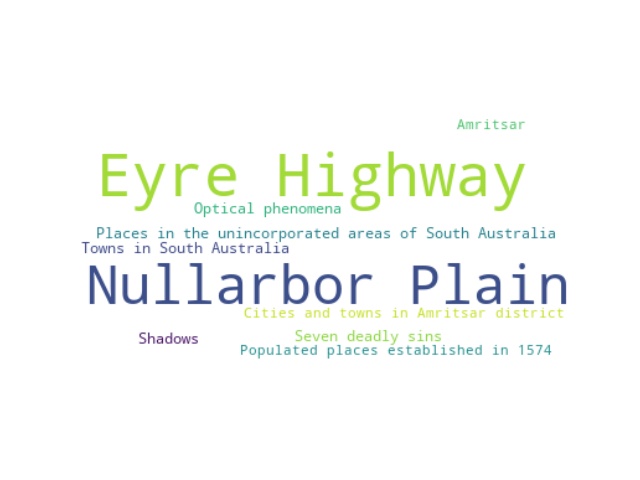 Amritsar
Eyre Highway
Optical phenomena
Places in the unincorporated areas of South Australia
Towns in South Australia
Nullarbor Plain
Cities and towns in Amritsar district
Seven deadly sins
Shadows
Populated places established in 1574